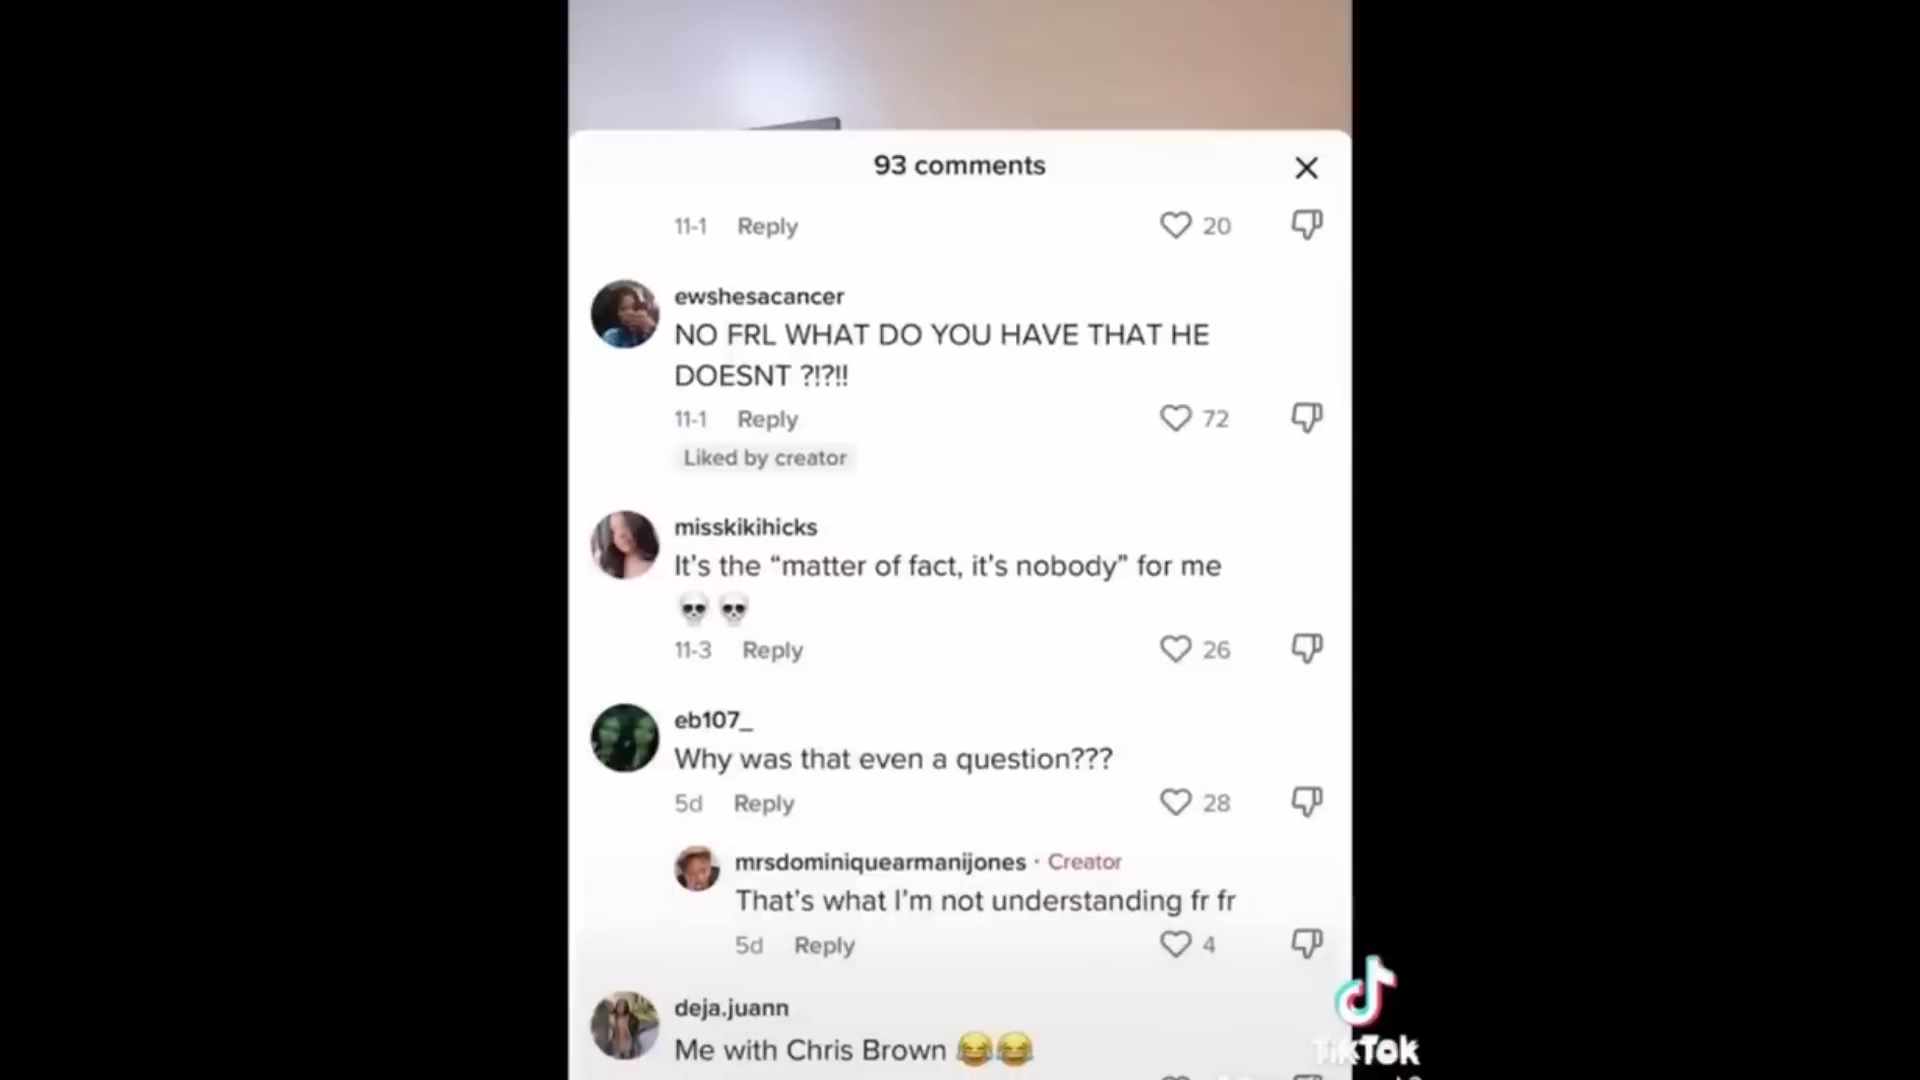 93 comments
11-1 Reply 20
ewshesacancer
NO FRL WHAT DO YOU HAVE THAT HE
DOESNT ?!?!!
11-1 Reply 72
Liked by creator
misskikihicks
It's the “matter of fact, it's nobody” for me
💀💀
11-3 Reply 26
eb107_
Why was that even a question???
5d Reply 28
mrsdominiquearmanijones · Creator
That's what I'm not understanding fr fr
5d Reply 4
deja.juann
Me with Chris Brown 😂😂
TikTok